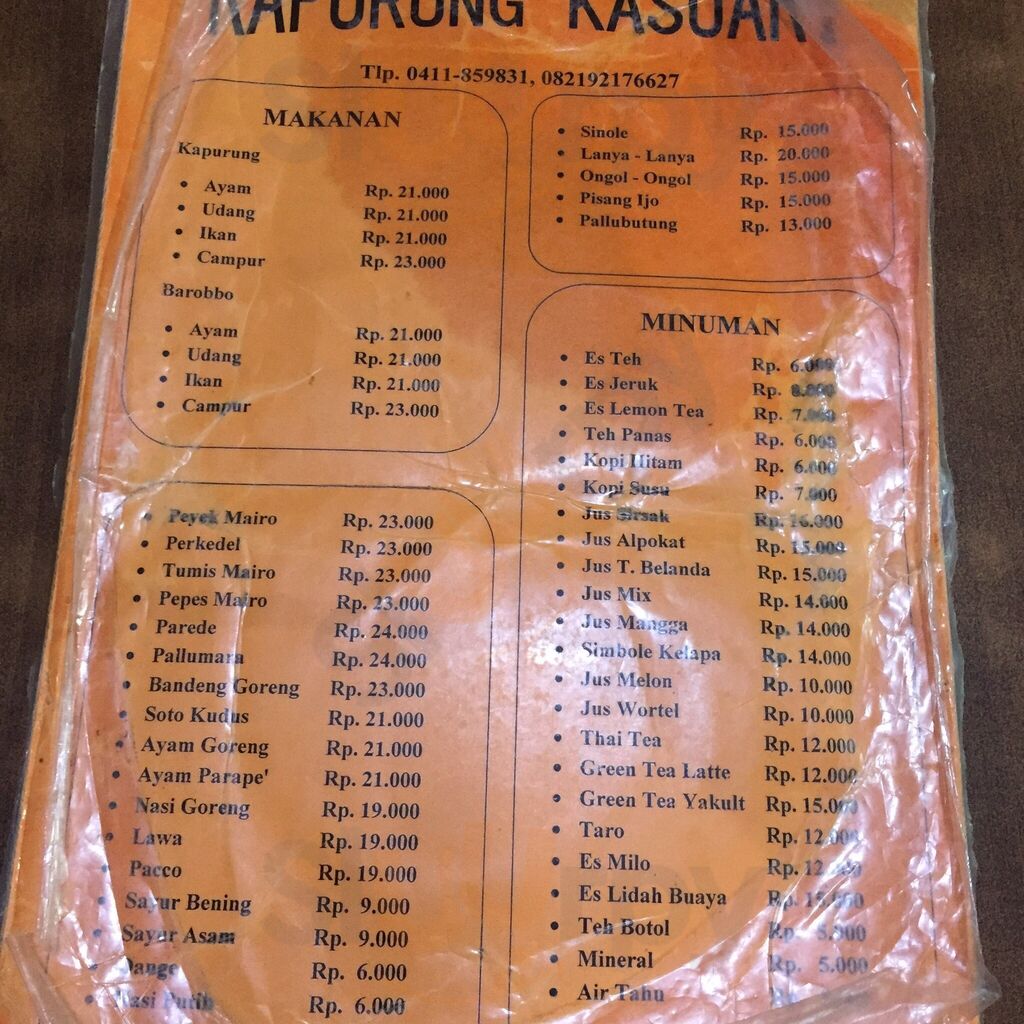 KAPURUNG KASUARI
Tlp. 0411-859831, 082192176627
MAKANAN
Kapurung
• Ayam Rp. 21.000
• Udang Rp. 21.000
• Ikan Rp. 21.000
• Campur Rp. 23.000
Barobbo
• Ayam Rp. 21.000
• Udang Rp. 21.000
• Ikan Rp. 21.000
• Campur Rp. 23.000
• Peyek Mairo Rp. 23.000
• Perkedel Rp. 23.000
• Tumis Mairo Rp. 23.000
• Pepes Mairo Rp. 23.000
• Parede Rp. 24.000
• Pallumara Rp. 24.000
• Bandeng Goreng Rp. 23.000
• Soto Kudus Rp. 21.000
• Ayam Goreng Rp. 21.000
• Ayam Parape' Rp. 21.000
• Nasi Goreng Rp. 19.000
• Lawa Rp. 19.000
• Pacco Rp. 19.000
• Sayur Bening Rp. 9.000
• Sayur Asam Rp. 9.000
• Dange Rp. 6.000
• Nasi Putih Rp. 6.000
• Sinole Rp. 15.000
• Lanya - Lanya Rp. 20.000
• Ongol - Ongol Rp. 15.000
• Pisang Ijo Rp. 15.000
• Pallubutung Rp. 13.000
MINUMAN
• Es Teh Rp. 6.000
• Es Jeruk Rp. 8.000
• Es Lemon Tea Rp. 7.000
• Teh Panas Rp. 6.000
• Kopi Hitam Rp. 6.000
• Kopi Susu Rp. 7.000
• Jus Sirsak Rp. 16.000
• Jus Alpokat Rp. 15.000
• Jus T. Belanda Rp. 15.000
• Jus Mix Rp. 14.000
• Jus Mangga Rp. 14.000
• Simbole Kelapa Rp. 14.000
• Jus Melon Rp. 10.000
• Jus Wortel Rp. 10.000
• Thai Tea Rp. 12.000
• Green Tea Latte Rp. 12.000
• Green Tea Yakult Rp. 15.000
• Taro Rp. 12.000
• Es Milo Rp. 12.000
• Es Lidah Buaya Rp.
• Teh Botol Rp. 5.000
• Mineral Rp. 5.000
• Air Tahu